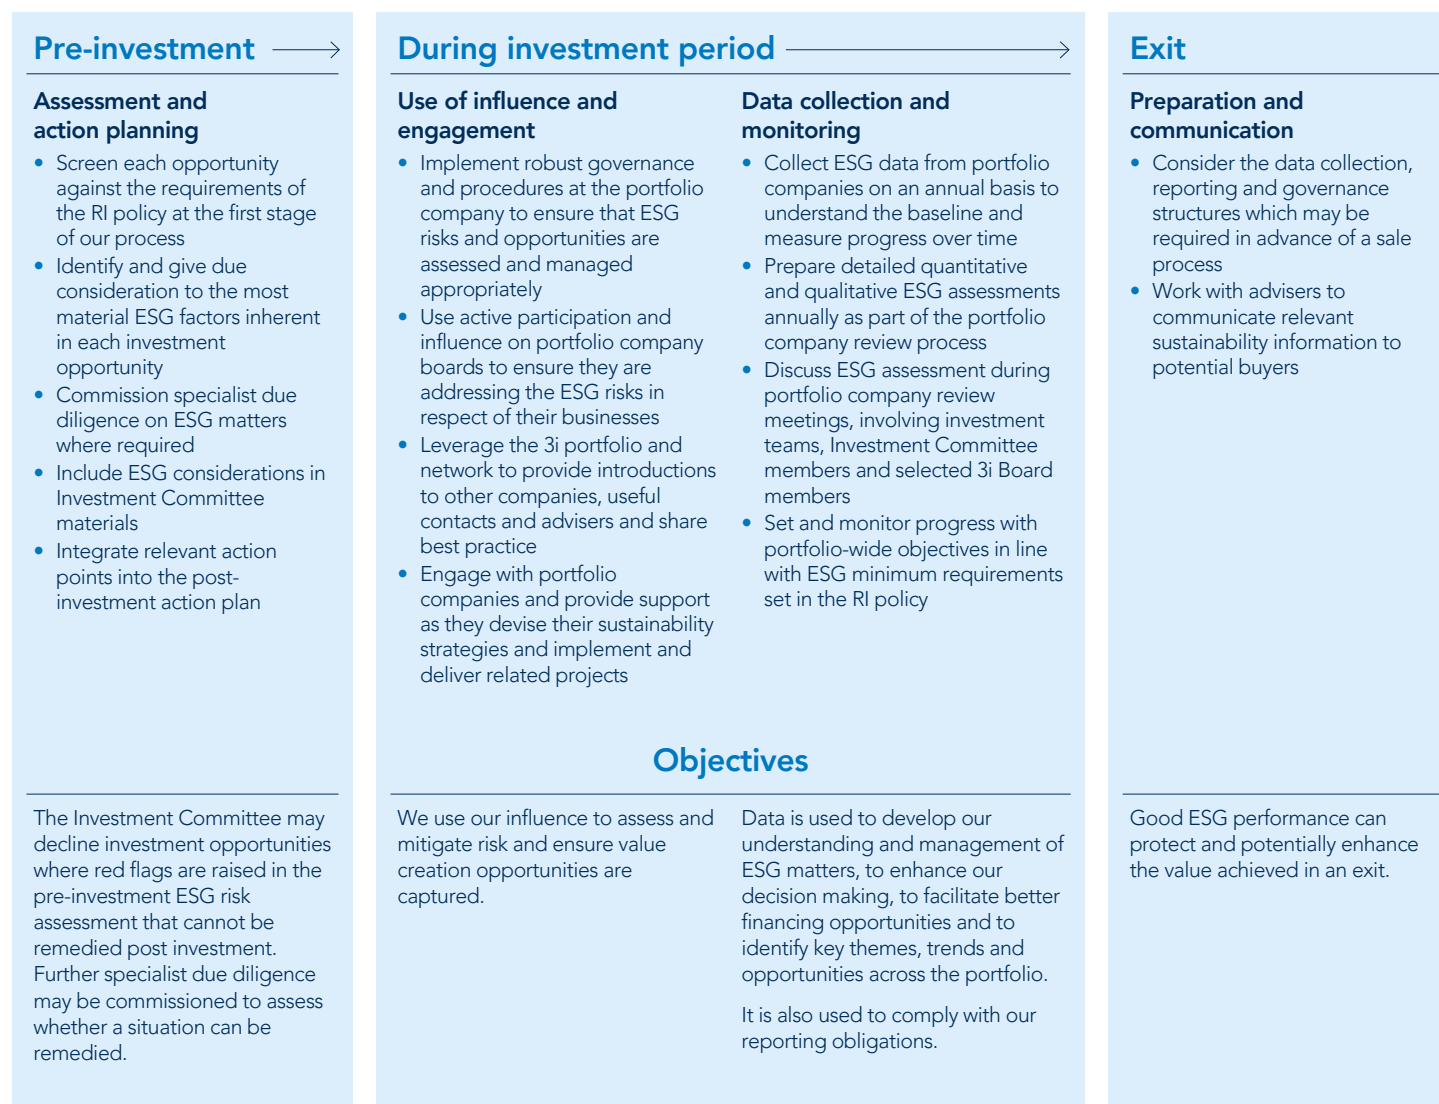 Pre-investment
Assessment and
action planning
• Screen each opportunity
against the requirements of
the RI policy at the first stage
of our process
• Identify and give due
consideration to the most
material ESG factors inherent
in each investment
opportunity
• Commission specialist due
diligence on ESG matters
where required
• Include ESG considerations in
Investment Committee
materials
• Integrate relevant action
points into the post-
investment action plan
During investment period
Use of influence and
engagement
• Implement robust governance
and procedures at the portfolio
company to ensure that ESG
risks and opportunities are
assessed and managed
appropriately
• Use active participation and
influence on portfolio company
boards to ensure they are
addressing the ESG risks in
respect of their businesses
• Leverage the 3i portfolio and
network to provide introductions
to other companies, useful
contacts and advisers and share
best practice
• Engage with portfolio
companies and provide support
as they devise their sustainability
strategies and implement and
deliver related projects
Data collection and
monitoring
• Collect ESG data from portfolio
companies on an annual basis to
understand the baseline and
measure progress over time
• Prepare detailed quantitative
and qualitative ESG assessments
annually as part of the portfolio
company review process
• Discuss ESG assessment during
portfolio company review
meetings, involving investment
teams, Investment Committee
members and selected 3i Board
members
• Set and monitor progress with
portfolio-wide objectives in line
with ESG minimum requirements
set in the RI policy
Exit
Preparation and
communication
• Consider the data collection,
reporting and governance
structures which may be
required in advance of a sale
process
• Work with advisers to
communicate relevant
sustainability information to
potential buyers
Objectives
The Investment Committee may
decline investment opportunities
where red flags are raised in the
pre-investment ESG risk
assessment that cannot be
remedied post investment.
Further specialist due diligence
may be commissioned to assess
whether a situation can be
remedied.
We use our influence to assess and
mitigate risk and ensure value
creation opportunities are
captured.
Data is used to develop our
understanding and management of
ESG matters, to enhance our
decision making, to facilitate better
financing opportunities and to
identify key themes, trends and
opportunities across the portfolio.
It is also used to comply with our
reporting obligations.
Good ESG performance can
protect and potentially enhance
the value achieved in an exit.